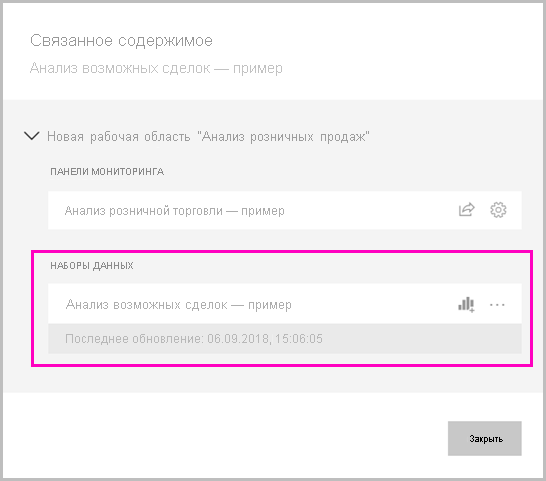 Связанное содержимое
Анализ возможных сделок — пример
Новая рабочая область "Анализ розничных продаж"
ПАНЕЛИ МОНИТОРИНГА
Анализ розничной торговли — пример
НАБОРЫ ДАННЫХ
Анализ возможных сделок — пример
Последнее обновление: 06.09.2018, 15:06:05
Закрыть